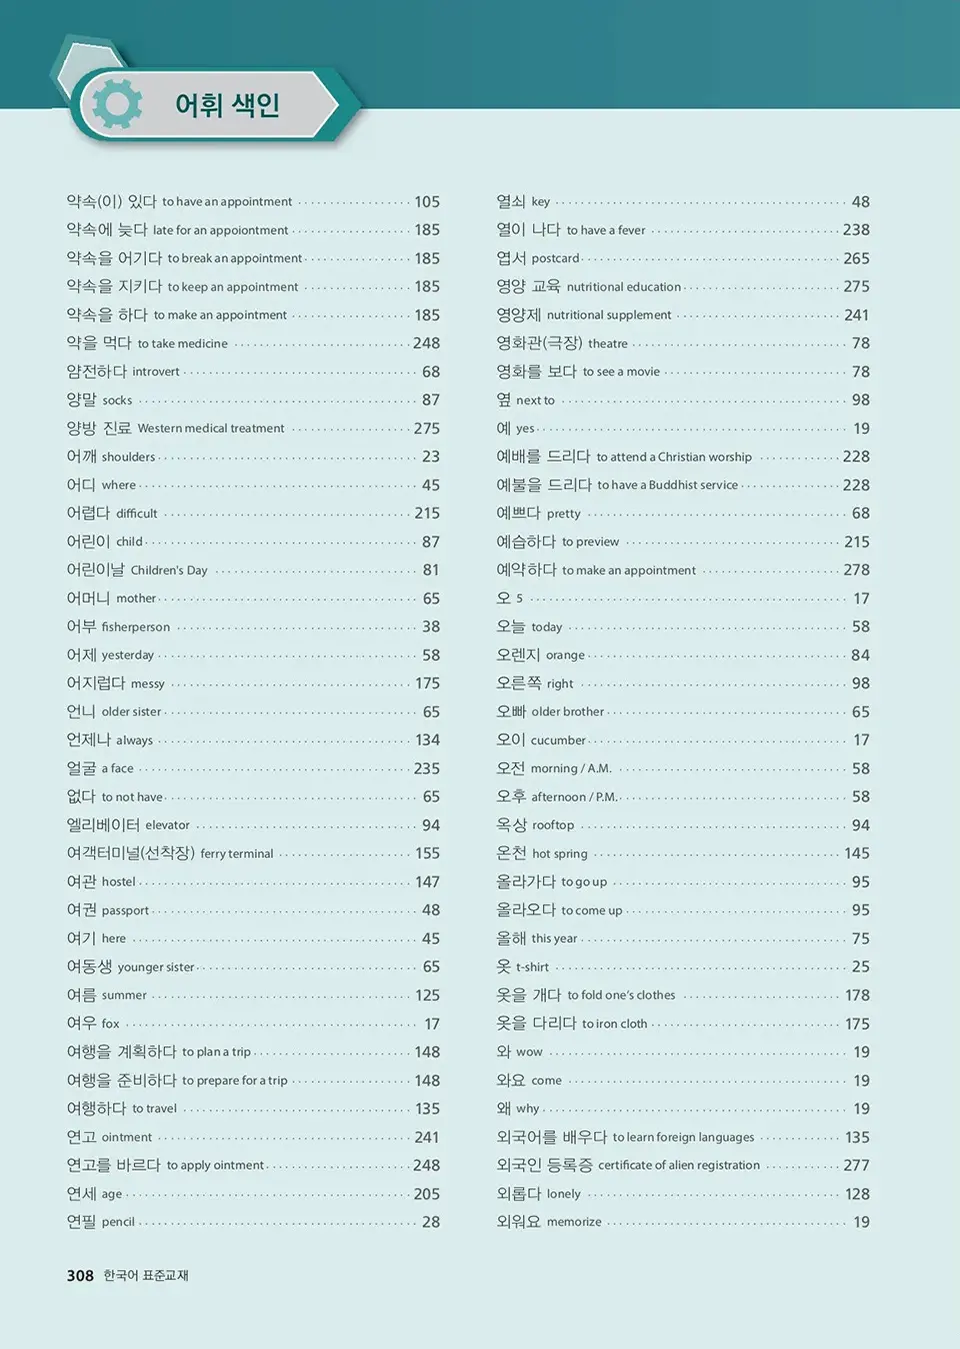 어휘 색인
약속(이) 있다 to have an appointment 105
약속에 늦다 late for an appoiontment 185
약속을 어기다 to break an appointment 185
약속을 지키다 to keep an appointment 185
약속을 하다 to make an appointment 185
약을 먹다 to take medicine 248
얌전하다 introvert 68
양말 socks 87
양방 진료 Western medical treatment 275
어깨 shoulders 23
어디 where 45
어렵다 difficult 215
어린이 child 87
어린이날 Children's Day 81
어머니 mother 65
어부 fisherperson 38
어제 yesterday 58
어지럽다 messy 175
언니 older sister 65
언제나 always 134
얼굴 a face 235
없다 to not have 65
엘리베이터 elevator 94
여객터미널(선착장) ferry terminal 155
여관 hostel 147
여권 passport 48
여기 here 45
여동생 younger sister 65
여름 summer 125
여우 fox 17
여행을 계획하다 to plan a trip 148
여행을 준비하다 to prepare for a trip 148
여행하다 to travel 135
연고 ointment 241
연고를 바르다 to apply ointment 248
연세 age 205
연필 pencil 28
열쇠 key 48
열이 나다 to have a fever 238
엽서 postcard 265
영양 교육 nutritional education 275
영양제 nutritional supplement 241
영화관(극장) theatre 78
영화를 보다 to see a movie 78
옆 next to 98
예 yes 19
예배를 드리다 to attend a Christian worship 228
예불을 드리다 to have a Buddhist service 228
예쁘다 pretty 68
예습하다 to preview 215
예약하다 to make an appointment 278
오 5 17
오늘 today 58
오렌지 orange 84
오른쪽 right 98
오빠 older brother 65
오이 cucumber 17
오전 morning / A.M. 58
오후 afternoon / P.M. 58
옥상 rooftop 94
온천 hot spring 145
올라가다 to go up 95
올라오다 to come up 95
올해 this year 75
옷 t-shirt 25
옷을 개다 to fold one's clothes 178
옷을 다리다 to iron cloth 175
와 wow 19
와요 come 19
왜 why 19
외국어를 배우다 to learn foreign languages 135
외국인 등록증 certificate of alien registration 277
외롭다 lonely 128
외워요 memorize 19
308 한국어 표준교재